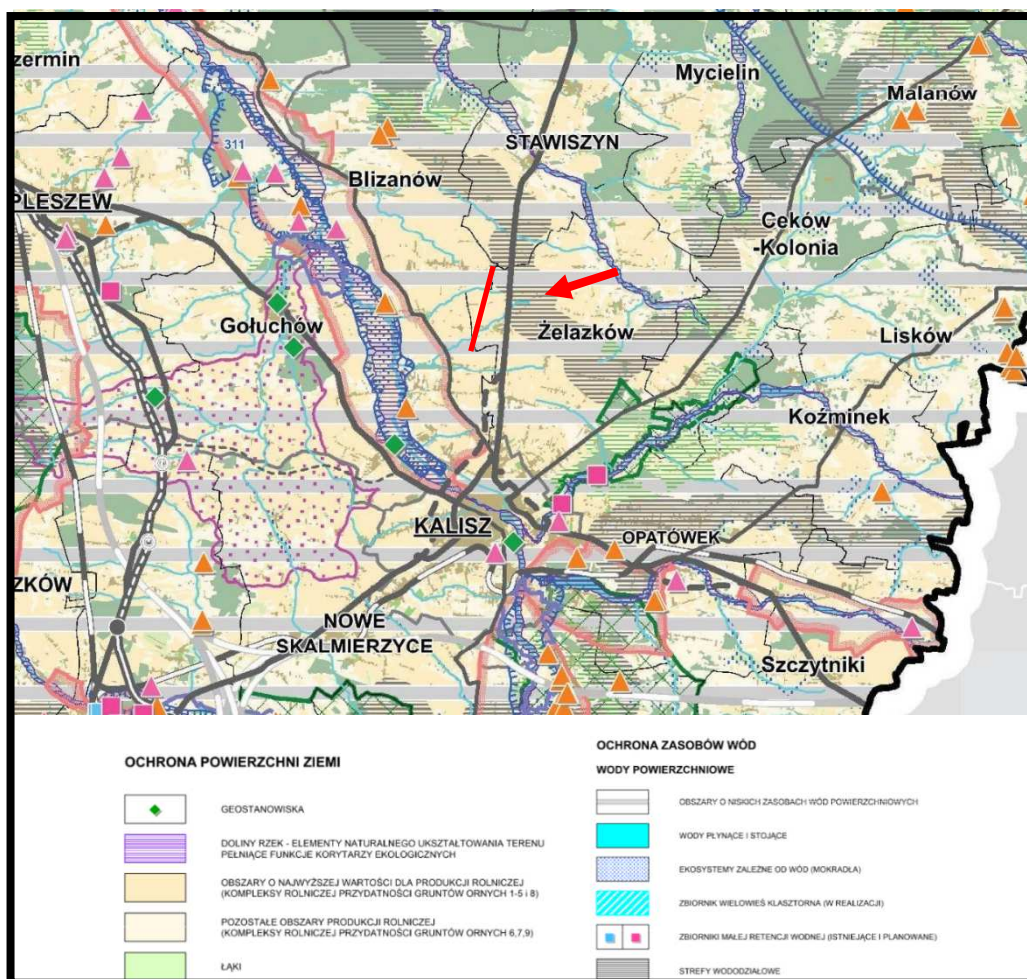 zermin
Mycielin
Malanów
STAWISZYN
311
Blizanów
PLESZEW
Ceków
-Kolonia
Gołuchów
Żelazków
Lisków
Koźminek
KALISZ
OPATÓWEK
ZKÓW
NOWE
SKALMIERZYCE
Szczytniki
OCHRONA POWIERZCHNI ZIEMI
GEOSTANOWISKA
DOLINY RZEK - ELEMENTY NATURALNEGO UKSZTAŁTOWANIA TERENU
PEŁNIĄCE FUNKCJE KORYTARZY EKOLOGICZNYCH
OBSZARY O NAJWYŻSZEJ WARTOŚCI DLA PRODUKCJI ROLNICZEJ
(KOMPLEKSY ROLNICZEJ PRZYDATNOŚCI GRUNTÓW ORNYCH 1-5 i 8)
POZOSTAŁE OBSZARY PRODUKCJI ROLNICZEJ
(KOMPLEKSY ROLNICZEJ PRZYDATNOŚCI GRUNTÓW ORNYCH 6,7,9)
ŁĄKI
OCHRONA ZASOBÓW WÓD
WODY POWIERZCHNIOWE
OBSZARY O NISKICH ZASOBACH WÓD POWIERZCHNIOWYCH
WODY PŁYNĄCE I STOJĄCE
EKOSYSTEMY ZALEŻNE OD WÓD (MOKRADŁA)
ZBIORNIK WIELOWIEŚ KLASZTORNA (W REALIZACJI)
ZBIORNIKI MAŁEJ RETENCJI WODNEJ (ISTNIEJĄCE I PLANOWANE)
STREFY WODODZIAŁOWE